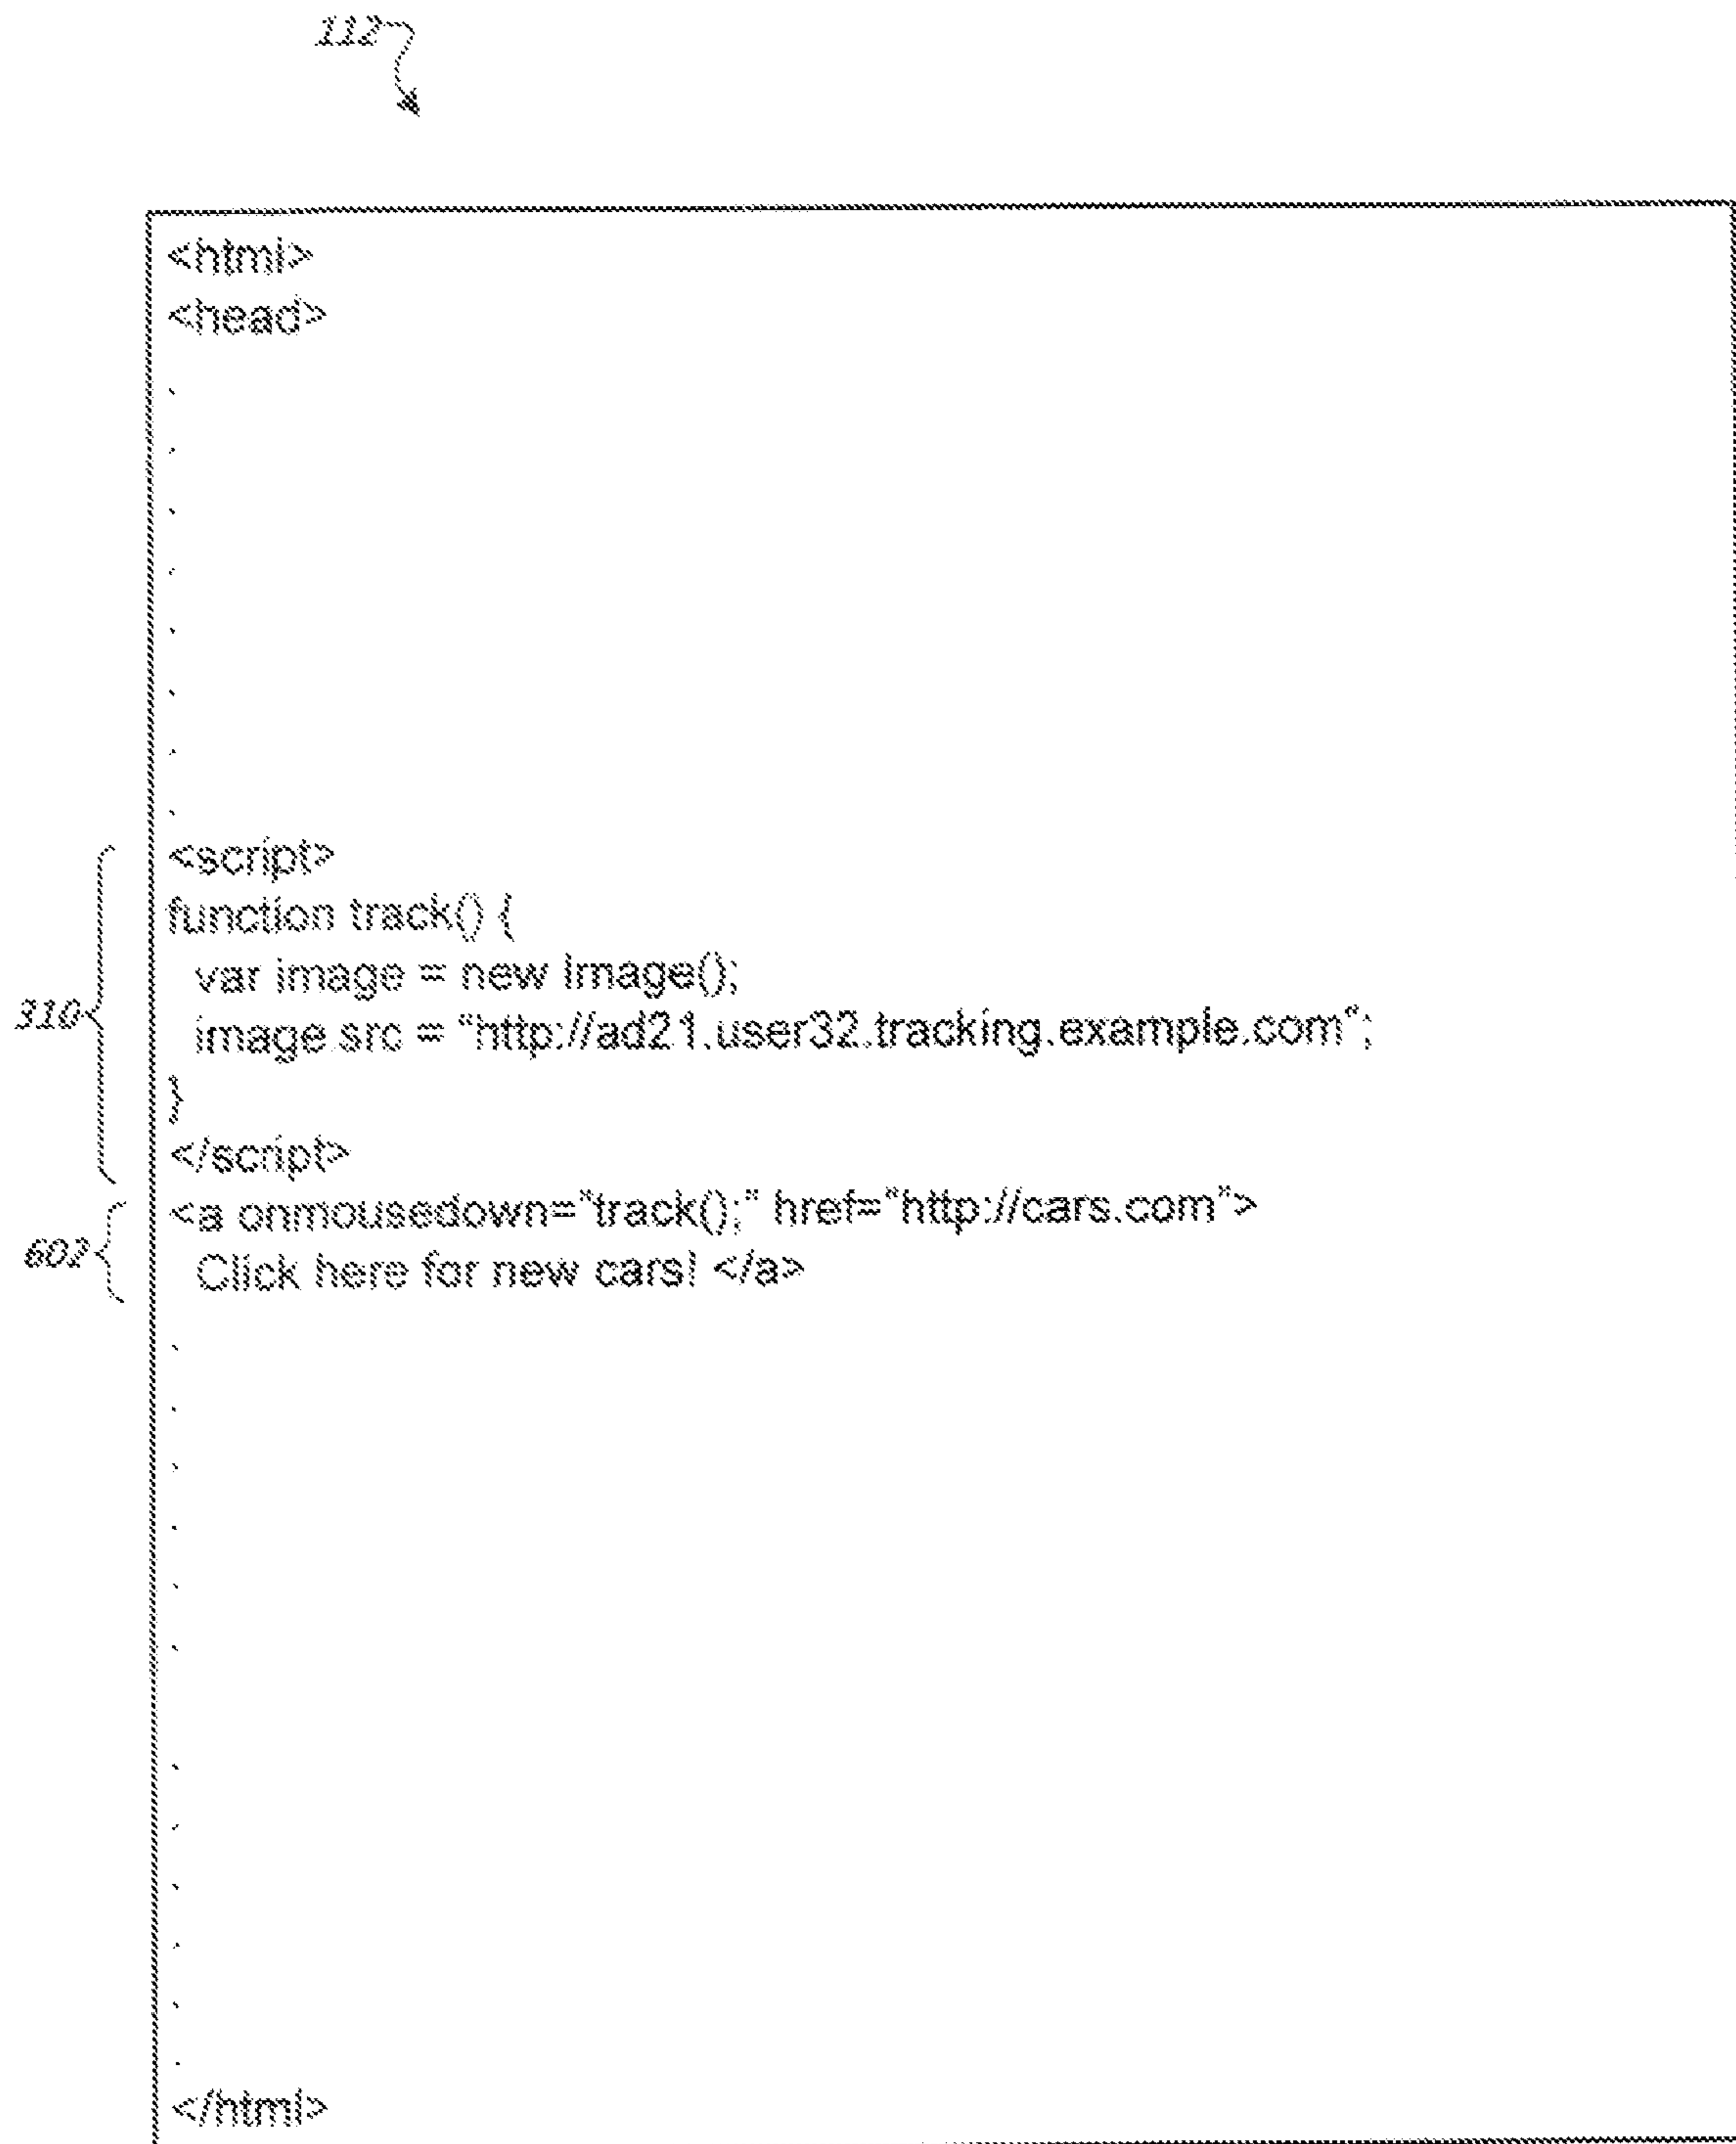 112
<html>
<head>
.
.
.
.
.
.
.
.
<script>
function track() {
var image = new Image();
310
image.src = “http://ad21.user32.tracking.example.com”;
}
</script>
<a onmousedown=”track();” href=”http://cars.com”>
602
Click here for new cars! </a>
.
.
.
.
.
.
.
.
.
.
.
.
</html>